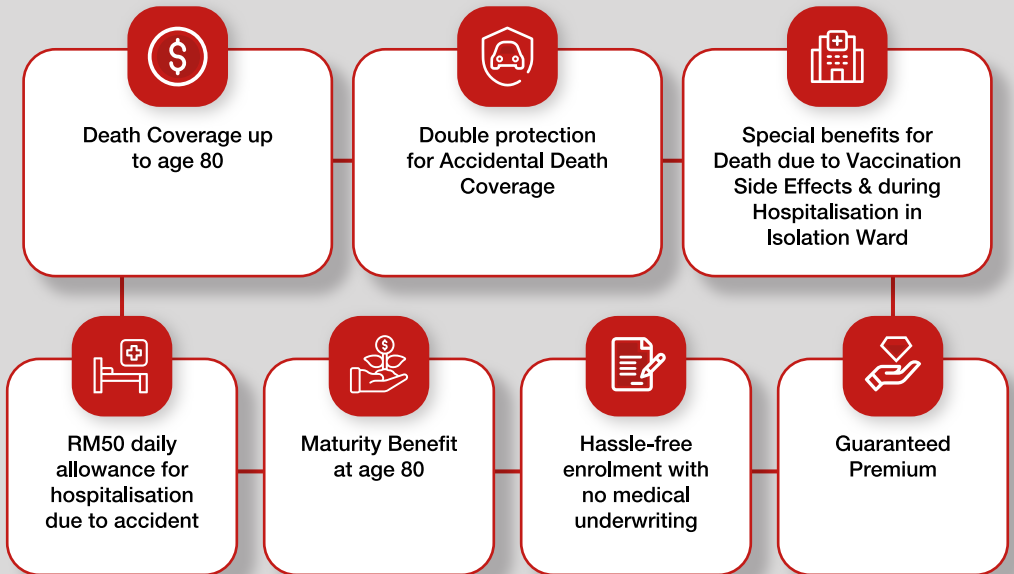 Death Coverage up
to age 80
Double protection
for Accidental Death
Coverage
Special benefits for
Death due to Vaccination
Side Effects & during
Hospitalisation in
Isolation Ward
RM50 daily
allowance for
hospitalisation
due to accident
Maturity Benefit
at age 80
Hassle-free
enrolment with
no medical
underwriting
Guaranteed
Premium